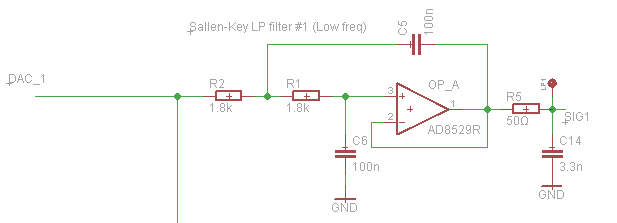 Sallen-Key LP filter #1 (Low freq)
C5
100n
DAC_1
R2
1.8k
R1
1.8k
OP_A
3
2
1
AD8529R
R5
50Ω
LP1
SIG1
C6
100n
C14
3.3n
GND
GND